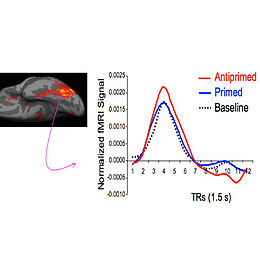 Antiprimed
Primed
Baseline
Normalized fMRI Signal
0.0025
0.0020
0.0015
0.0010
0.0005
0.0000
-0.0005
-0.0010
1 2 3 4 5 6 7 8 9 10 11 12
TRs (1.5 s)